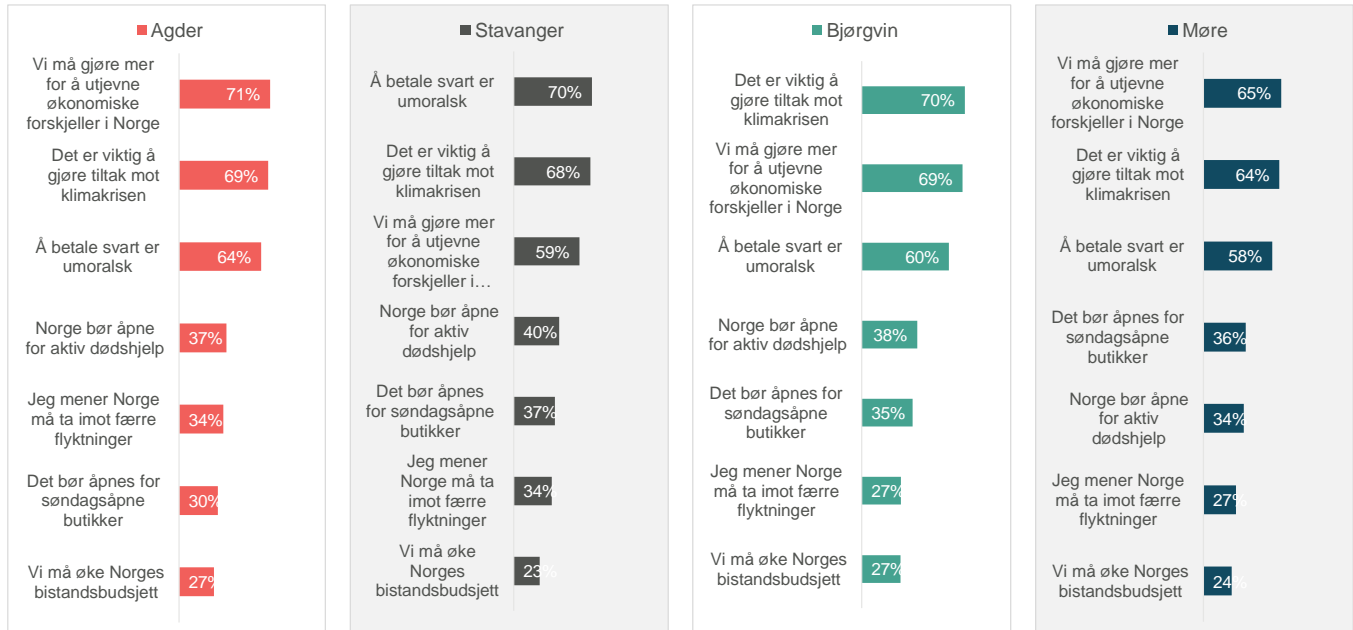 Agder
Vi må gjøre mer
for å utjevne
økonomiske
forskjeller i Norge
71%
Det er viktig å
gjøre tiltak mot
klimakrisen
69%
Å betale svart er
umoralsk
64%
Norge bør åpne
for aktiv dødshjelp
37%
Jeg mener Norge
må ta imot færre
flyktninger
34%
Det bør åpnes for
søndagsåpne
butikker
30%
Vi må øke Norges
bistandsbudsjett
27%
Stavanger
Å betale svart er
umoralsk
70%
Det er viktig å
gjøre tiltak mot
klimakrisen
68%
Vi må gjøre mer
for å utjevne
økonomiske
forskjeller i…
59%
Norge bør åpne
for aktiv
dødshjelp
40%
Det bør åpnes
for søndagsåpne
butikker
37%
Jeg mener
Norge må ta
imot færre
flyktninger
34%
Vi må øke
Norges
bistandsbudsjett
23%
Bjørgvin
Det er viktig å
gjøre tiltak mot
klimakrisen
70%
Vi må gjøre mer
for å utjevne
økonomiske
forskjeller i Norge
69%
Å betale svart er
umoralsk
60%
Norge bør åpne
for aktiv dødshjelp
38%
Det bør åpnes for
søndagsåpne
butikker
35%
Jeg mener Norge
må ta imot færre
flyktninger
27%
Vi må øke Norges
bistandsbudsjett
27%
Møre
Vi må gjøre mer
for å utjevne
økonomiske
forskjeller i Norge
65%
Det er viktig å
gjøre tiltak mot
klimakrisen
64%
Å betale svart er
umoralsk
58%
Det bør åpnes for
søndagsåpne
butikker
36%
Norge bør åpne
for aktiv
dødshjelp
34%
Jeg mener Norge
må ta imot færre
flyktninger
27%
Vi må øke Norges
bistandsbudsjett
24%